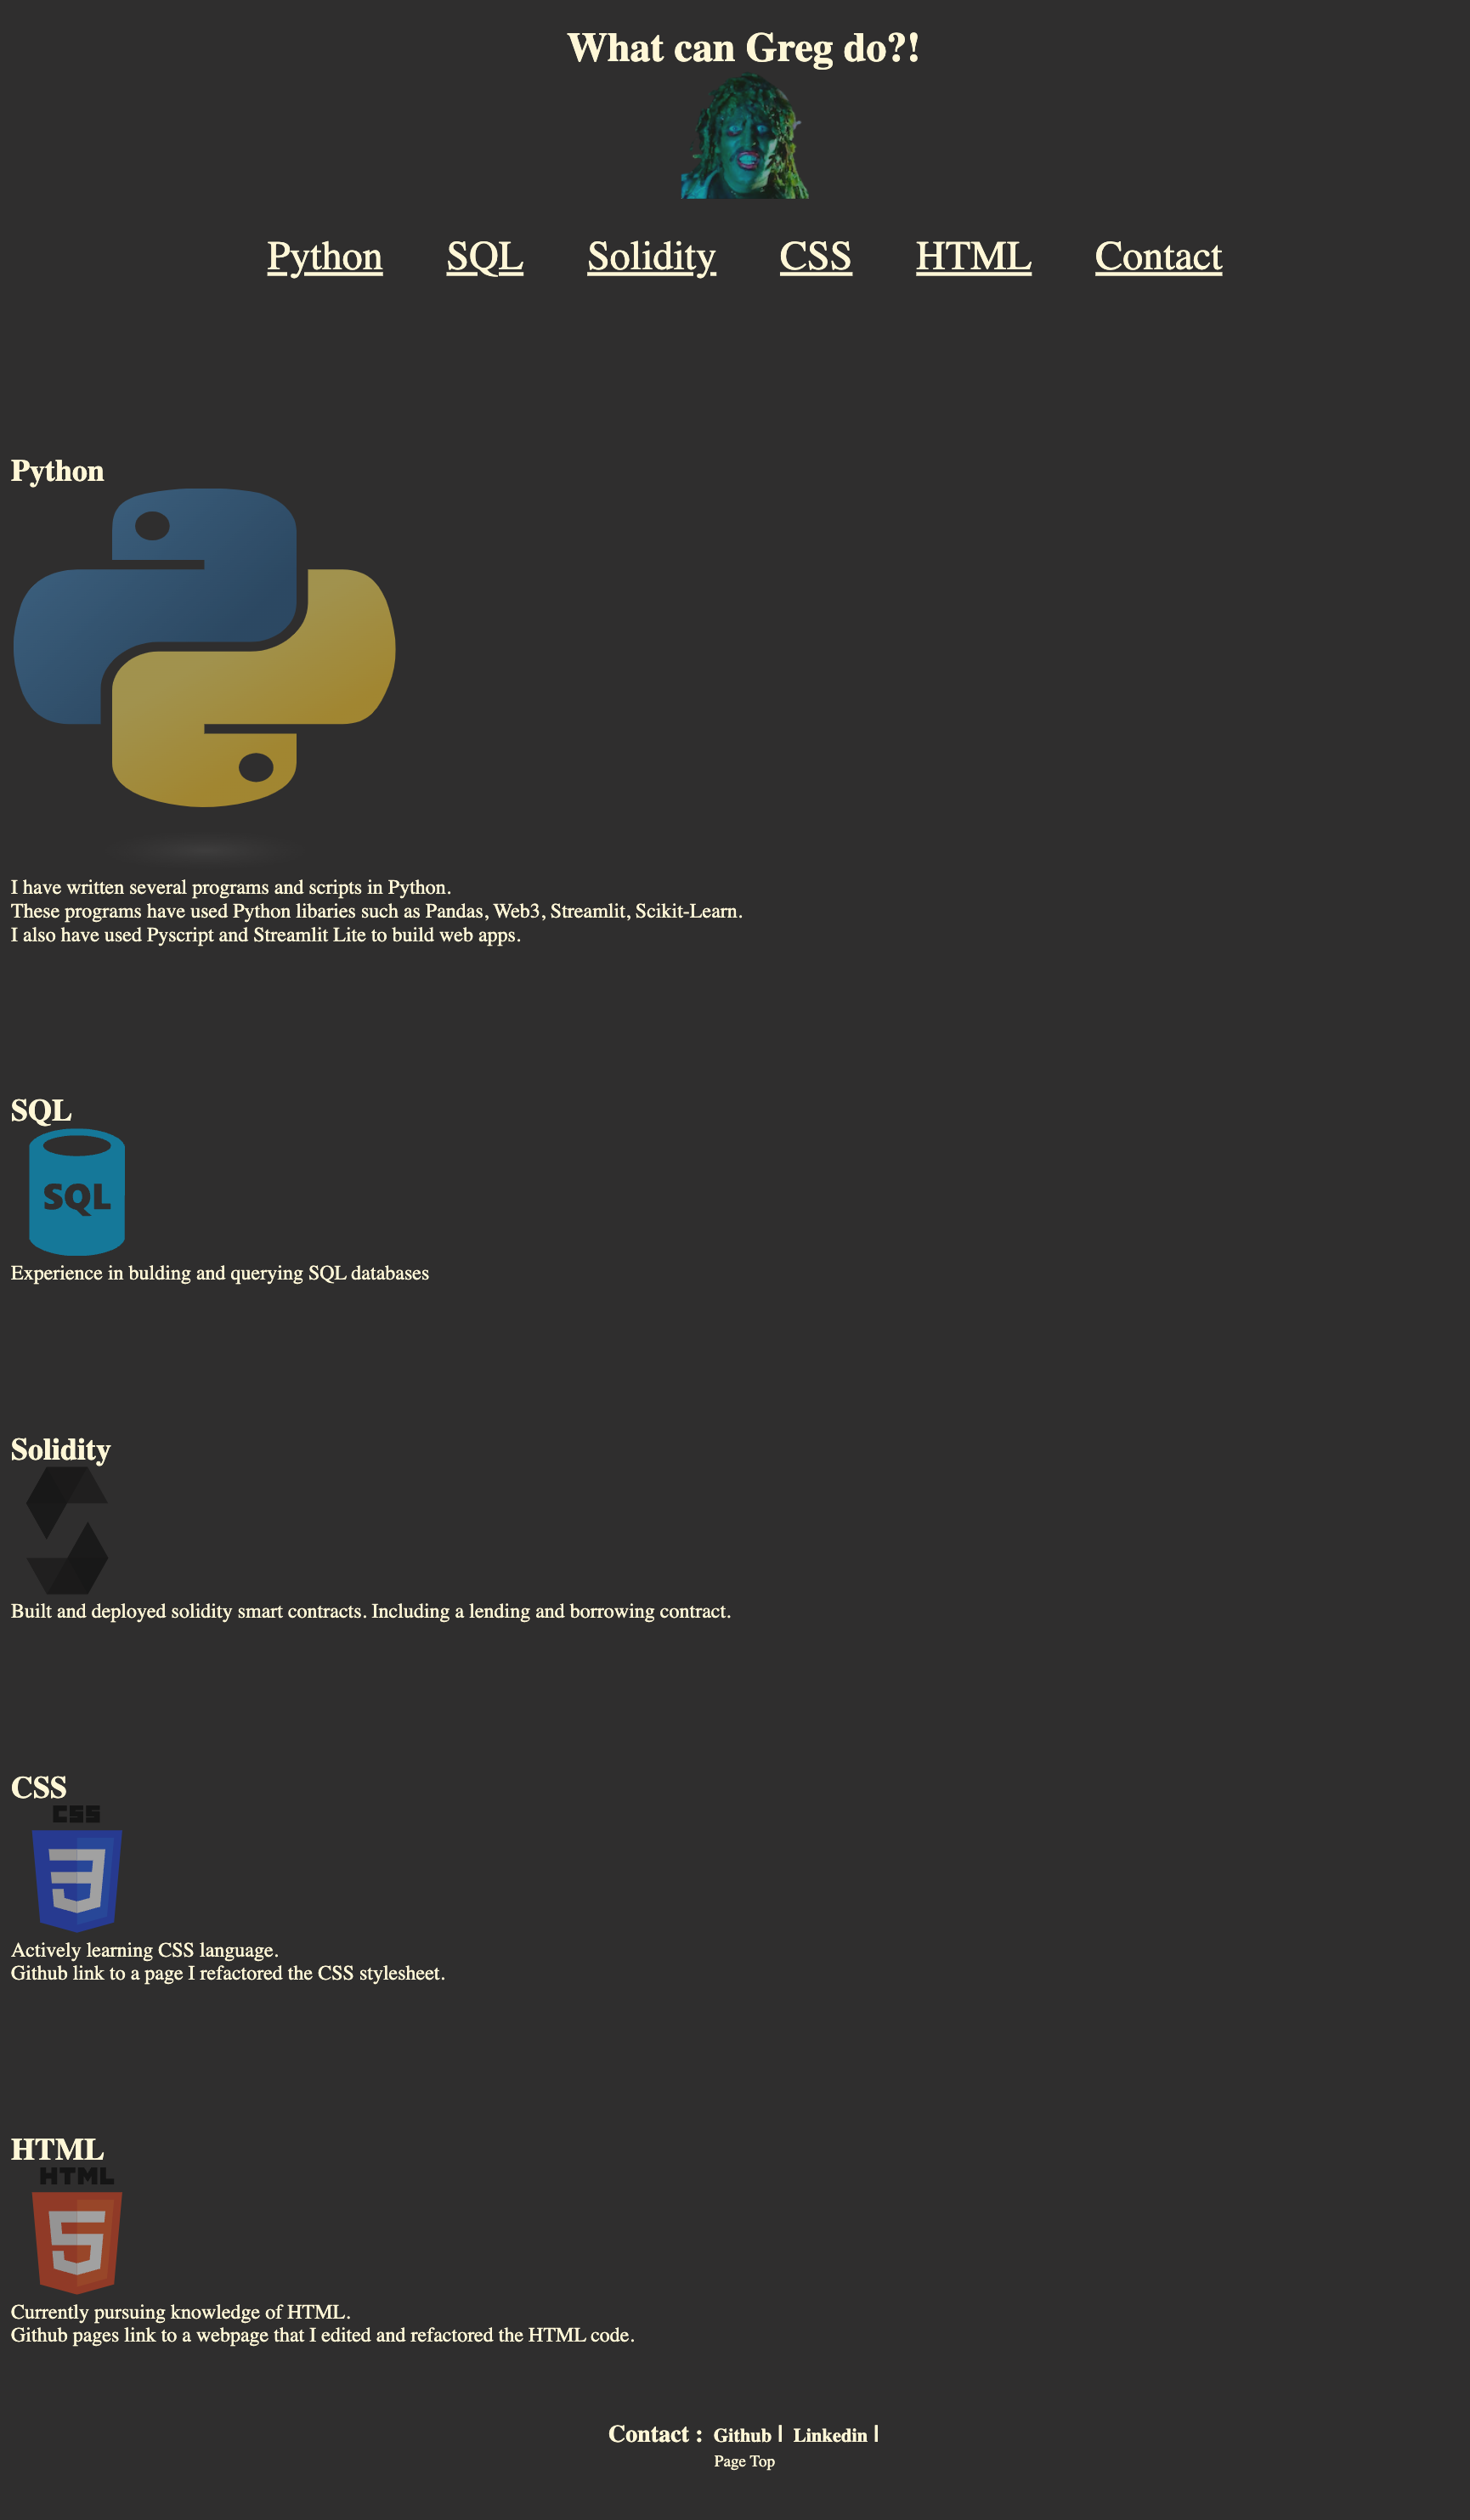 What can Greg do?!
Python SQL Solidity CSS HTML Contact
Python
I have written several programs and scripts in Python.
These programs have used Python libaries such as Pandas, Web3, Streamlit, Scikit-Learn.
I also have used Pyscript and Streamlit Lite to build web apps.
SQL
SQL
Experience in bulding and querying SQL databases
Solidity
Built and deployed solidity smart contracts. Including a lending and borrowing contract.
CSS
CSS
3
Actively learning CSS language.
Github link to a page I refactored the CSS stylesheet.
HTML
HTML
5
Currently pursuing knowledge of HTML.
Github pages link to a webpage that I edited and refactored the HTML code.
Contact : Github | Linkedin |
Page Top